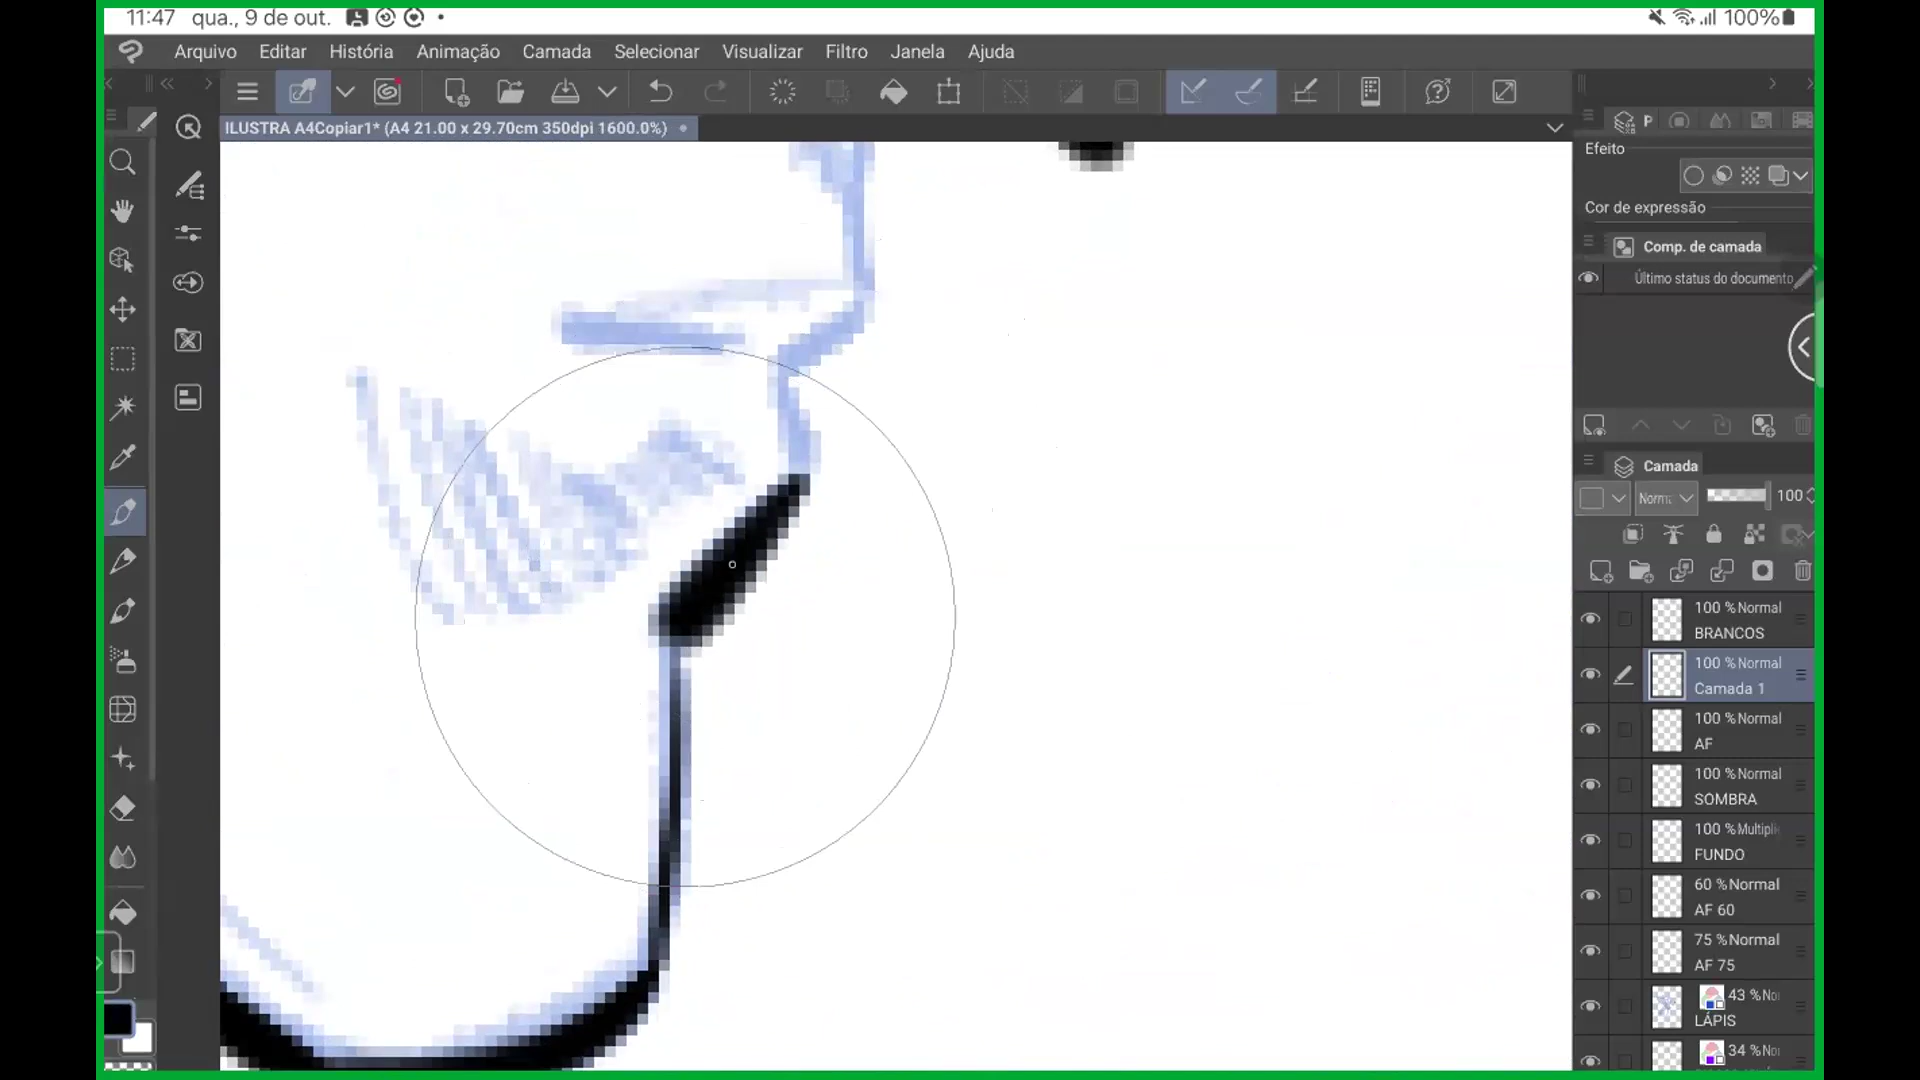 11:47 qua., 9 de out.
100%
Arquivo Editar História Animação Camada Selecionar Visualizar Filtro Janela Ajuda
ILUSTRA A4Copiar1* (A4 21.00 x 29.70cm 350dpi 1600.0%)
P
Efeito
Cor de expressão
Comp. de camada
Último status do documento
Camada
Norm: 100
100 % Normal
BRANCOS
100 % Normal
Camada 1
100 % Normal
AF
100 % Normal
SOMBRA
100 % Multipli
FUNDO
60 % Normal
AF 60
75 % Normal
AF 75
43 % No
LÁPIS
34 % No